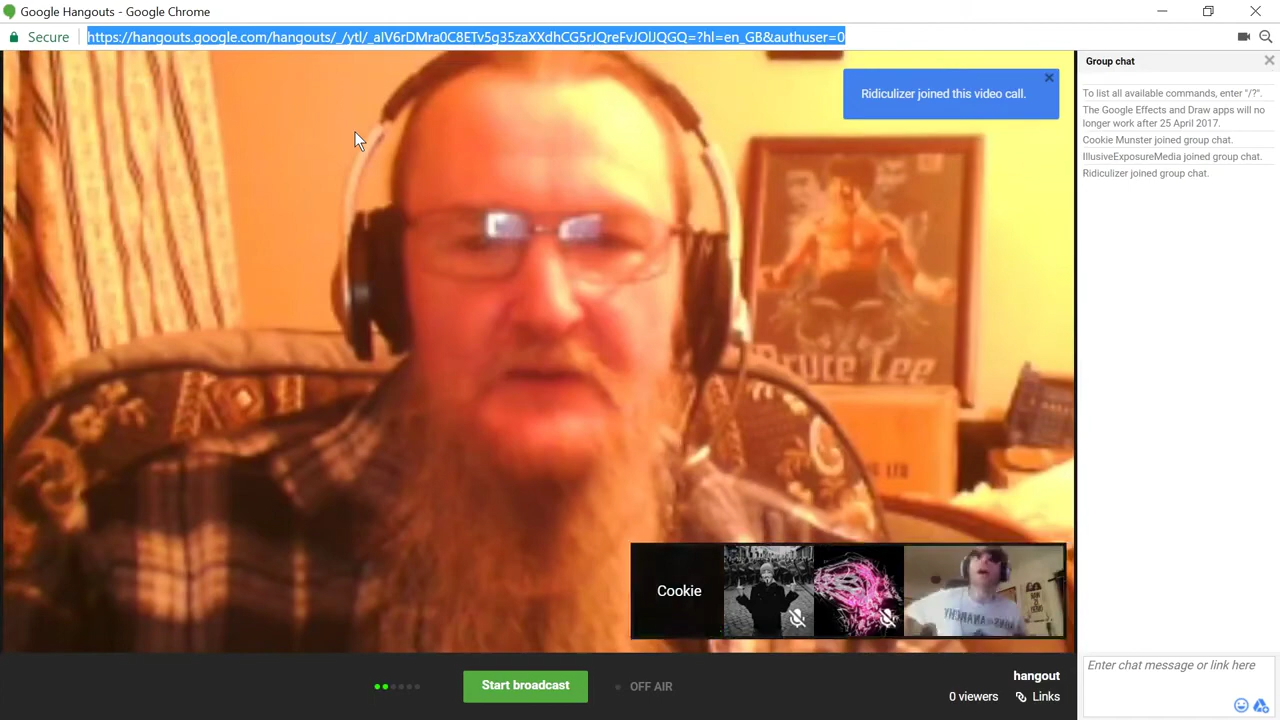 Google Hangouts - Google Chrome
Secure
https://hangouts.google.com/hangouts/_/ytl/_aIV6rDMra0C8ETv5g35zaXXdhCG5rJQreFvJOlJQGQ=?hl=en_GB&authuser=0
Ridiculizer joined this video call.
Group chat
To list all available commands, enter "/?".
The Google Effects and Draw apps will no
longer work after 25 April 2017.
Cookie Munster joined group chat.
IllusiveExposureMedia joined group chat.
Ridiculizer joined group chat.
Bruce Lee
LTD
Cookie
ANARCHY
Start broadcast
OFF AIR
hangout
0 viewers
Links
Enter chat message or link here